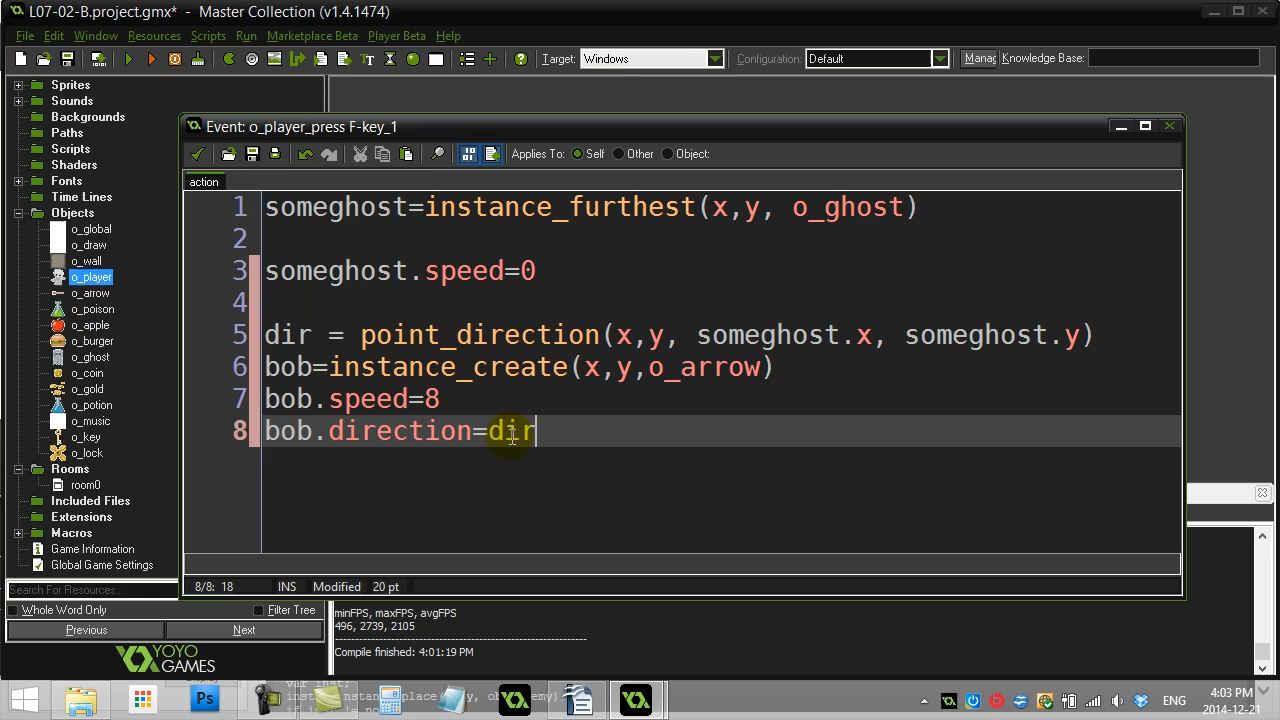 L07-02-B.project.gmx* - Master Collection (v1.4.1474)
File Edit Window Resources Scripts Run Marketplace Beta Player Beta Help
Target: Windows Configuration: Default Manac Knowledge Base:
Sprites
Sounds
Backgrounds
Paths
Scripts
Shaders
Fonts
Time Lines
Objects
o_global
o_draw
o_wall
o_player
o_arrow
o_poison
o_apple
o_burger
o_ghost
o_coin
o_gold
o_potion
o_music
o_key
o_lock
Rooms
room0
Included Files
Extensions
Macros
Game Information
Global Game Settings
Search For Resources...
Whole Word Only Filter Tree
Previous Next
YOYO GAMES
Event: o_player_press F-key_1
Applies To: Self Other Object:
action
1 someghost=instance_furthest(x,y, o_ghost)
2
3 someghost.speed=0
4
5 dir = point_direction(x,y, someghost.x, someghost.y)
6 bob=instance_create(x,y,o_arrow)
7 bob.speed=8
8 bob.direction=dir
8/8: 18 INS Modified 20 pt
minFPS, maxFPS, avgFPS
496, 2739, 2105
Compile finished: 4:01:19 PM
Ps
ENG
4:03 PM
2014-12-21